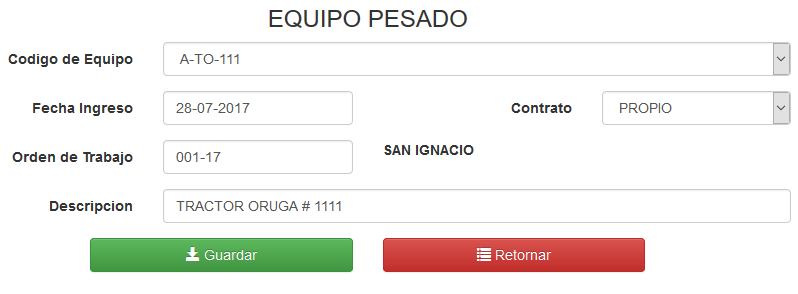 EQUIPO PESADO
Codigo de Equipo A-TO-111
Fecha Ingreso 28-07-2017 Contrato PROPIO
Orden de Trabajo 001-17 SAN IGNACIO
Descripcion TRACTOR ORUGA # 1111
Guardar Retornar